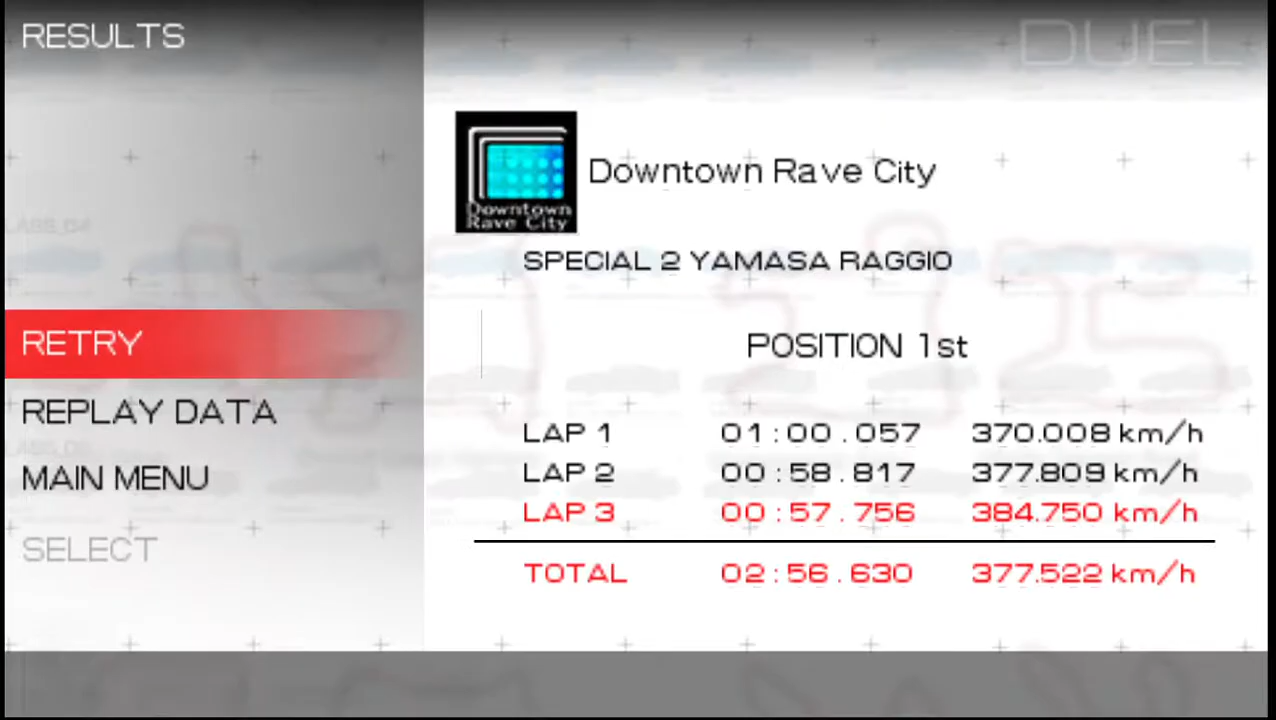 RESULTS
DUEL
Downtown
Rave City
Downtown Rave City
SPECIAL 2 YAMASA RAGGIO
RETRY
POSITION 1st
REPLAY DATA
MAIN MENU
SELECT
LAP 1 01:00.057 370.008 km/h
LAP 2 00:58.817 377.809 km/h
LAP 3 00:57.756 384.750 km/h
TOTAL 02:56.630 377.522 km/h